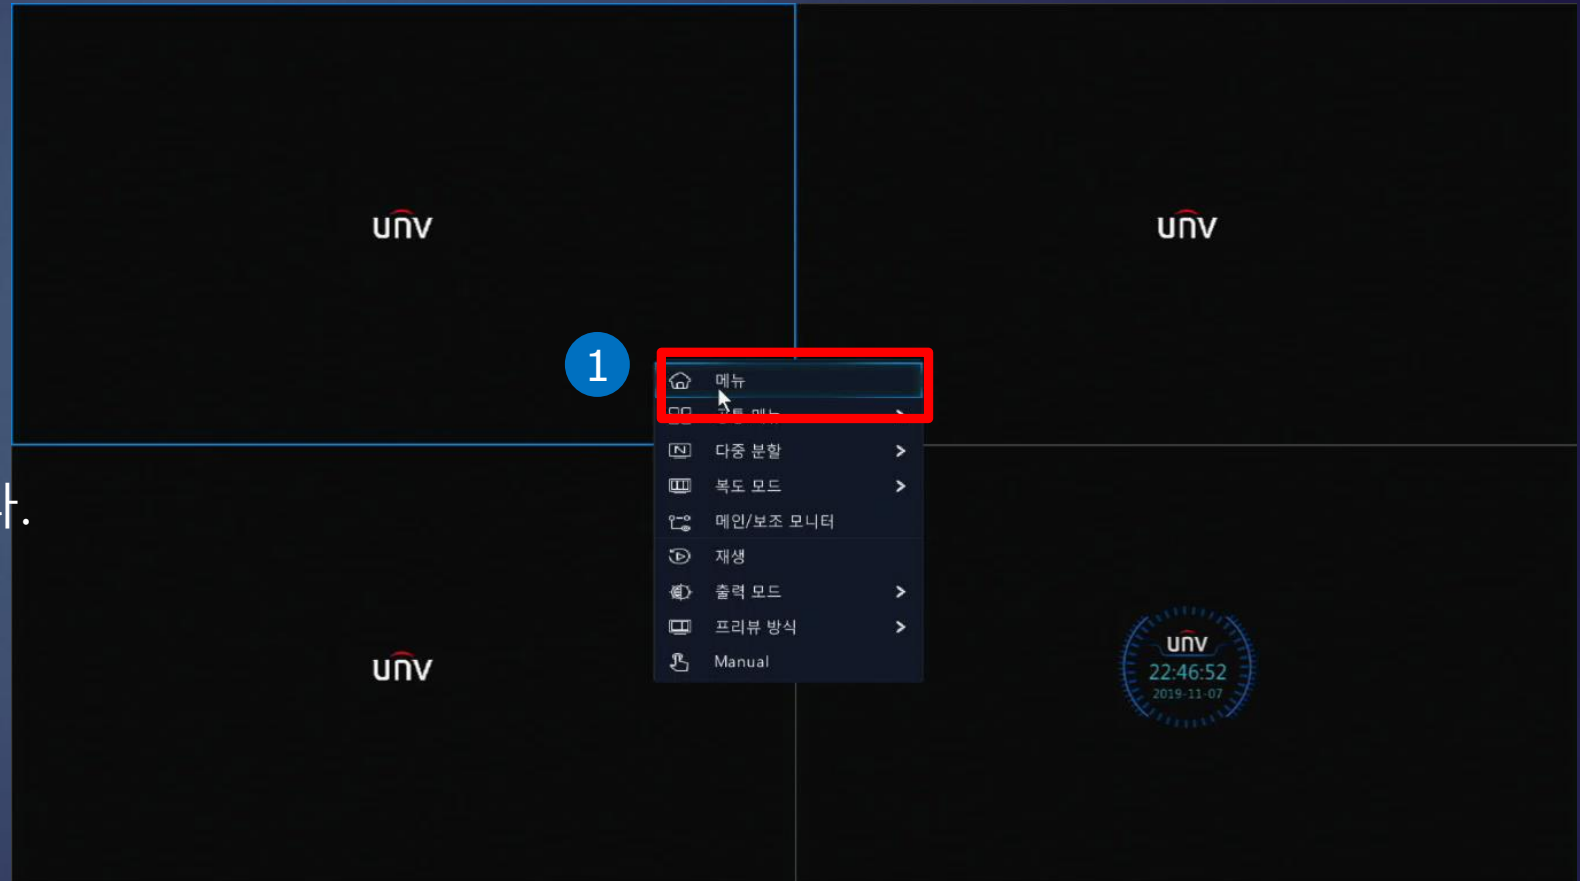 unv
unv
1
메뉴
메뉴
다중 분할
복도 모드
메인/보조 모니터
재생
출력 모드
프리뷰 방식
Manual
unv
unv
22:46:52
2019-11-07